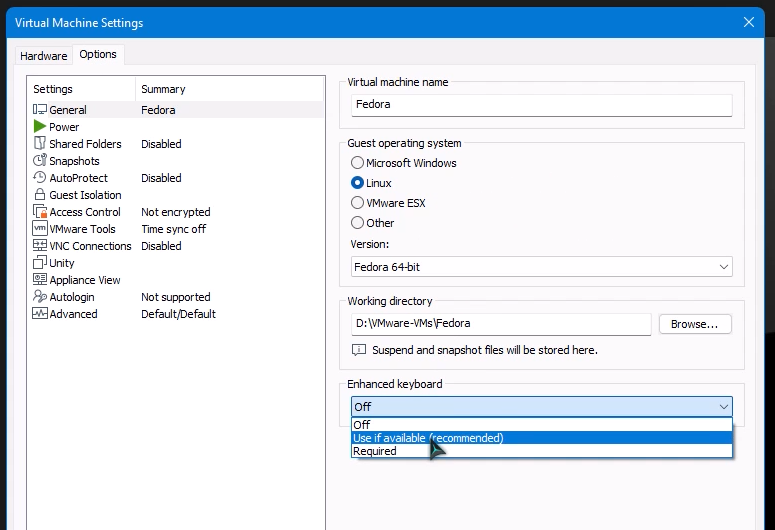 Virtual Machine Settings
Hardware Options
Settings Summary
General Fedora
Power
Shared Folders Disabled
Snapshots
AutoProtect Disabled
Guest Isolation
Access Control Not encrypted
vm VMware Tools Time sync off
VNC Connections Disabled
Unity
Appliance View
Autologin Not supported
Advanced Default/Default
Virtual machine name
Fedora
Guest operating system
Microsoft Windows
Linux
VMware ESX
Other
Version:
Fedora 64-bit
Working directory
D:\VMware-VMs\Fedora Browse...
Suspend and snapshot files will be stored here.
Enhanced keyboard
Off
Off
Use if available (recommended)
Required